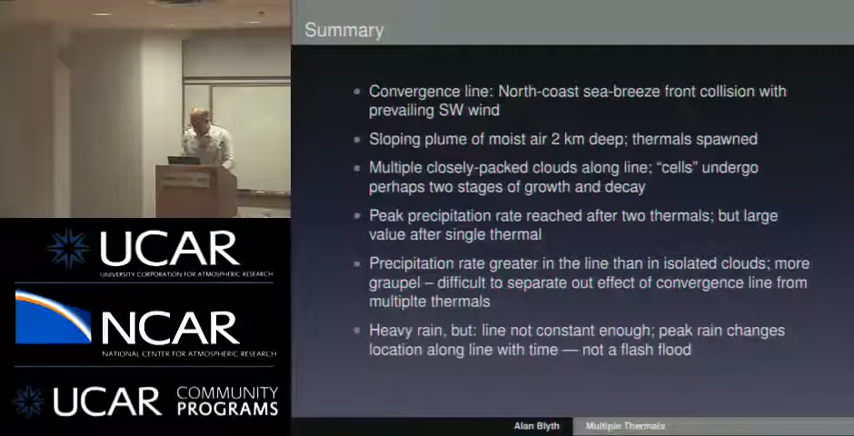 Summary
Convergence line: North-coast sea-breeze front collision with
prevailing SW wind
Sloping plume of moist air 2 km deep; thermals spawned
Multiple closely-packed clouds along line; “cells” undergo
perhaps two stages of growth and decay
Peak precipitation rate reached after two thermals; but large
value after single thermal
Precipitation rate greater in the line than in isolated clouds; more
graupel – difficult to separate out effect of convergence line from
multiplte thermals
Heavy rain, but: line not constant enough; peak rain changes
location along line with time — not a flash flood
Alan Blyth
Multiple Thermals
UCAR
UNIVERSITY CORPORATION FOR ATMOSPHERIC RESEARCH
NCAR
NATIONAL CENTER FOR ATMOSPHERIC RESEARCH
UCAR
COMMUNITY
PROGRAMS